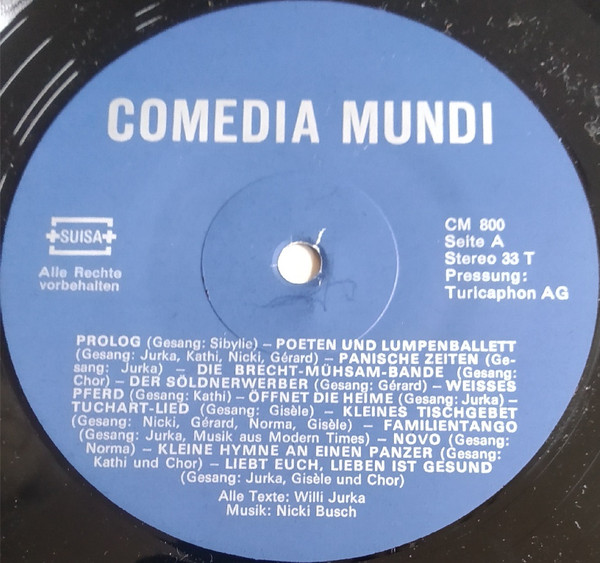 COMEDIA MUNDI
SUISA
Alle Rechte
vorbehalten
CM 800
Seite A
Stereo 33 T
Pressung:
Turicaphon AG
PROLOG (Gesang: Sibylle) – POETEN UND LUMPENBALLETT
(Gesang: Jurka, Kathi, Nicki, Gérard) – PANISCHE ZEITEN (Ge-
sang: Jurka) – DIE BRECHT-MÜHSAM-BANDE (Gesang:
Chor) – DER SÖLDNERWERBER (Gesang: Gérard) – WEISSES
PFERD (Gesang: Kathi) – ÖFFNET DIE HEIME (Gesang: Jurka) –
TUCHART-LIED (Gesang: Gisèle) – KLEINES TISCHGEBET
(Gesang: Nicki, Gérard, Norma, Gisèle) – FAMILIENTANGO
(Gesang: Jurka, Musik aus Modern Times) – NOVO (Gesang:
Norma) – KLEINE HYMNE AN EINEN PANZER (Gesang:
Kathi und Chor) – LIEBT EUCH, LIEBEN IST GESUND
(Gesang: Jurka, Gisèle und Chor)
Alle Texte: Willi Jurka
Musik: Nicki Busch